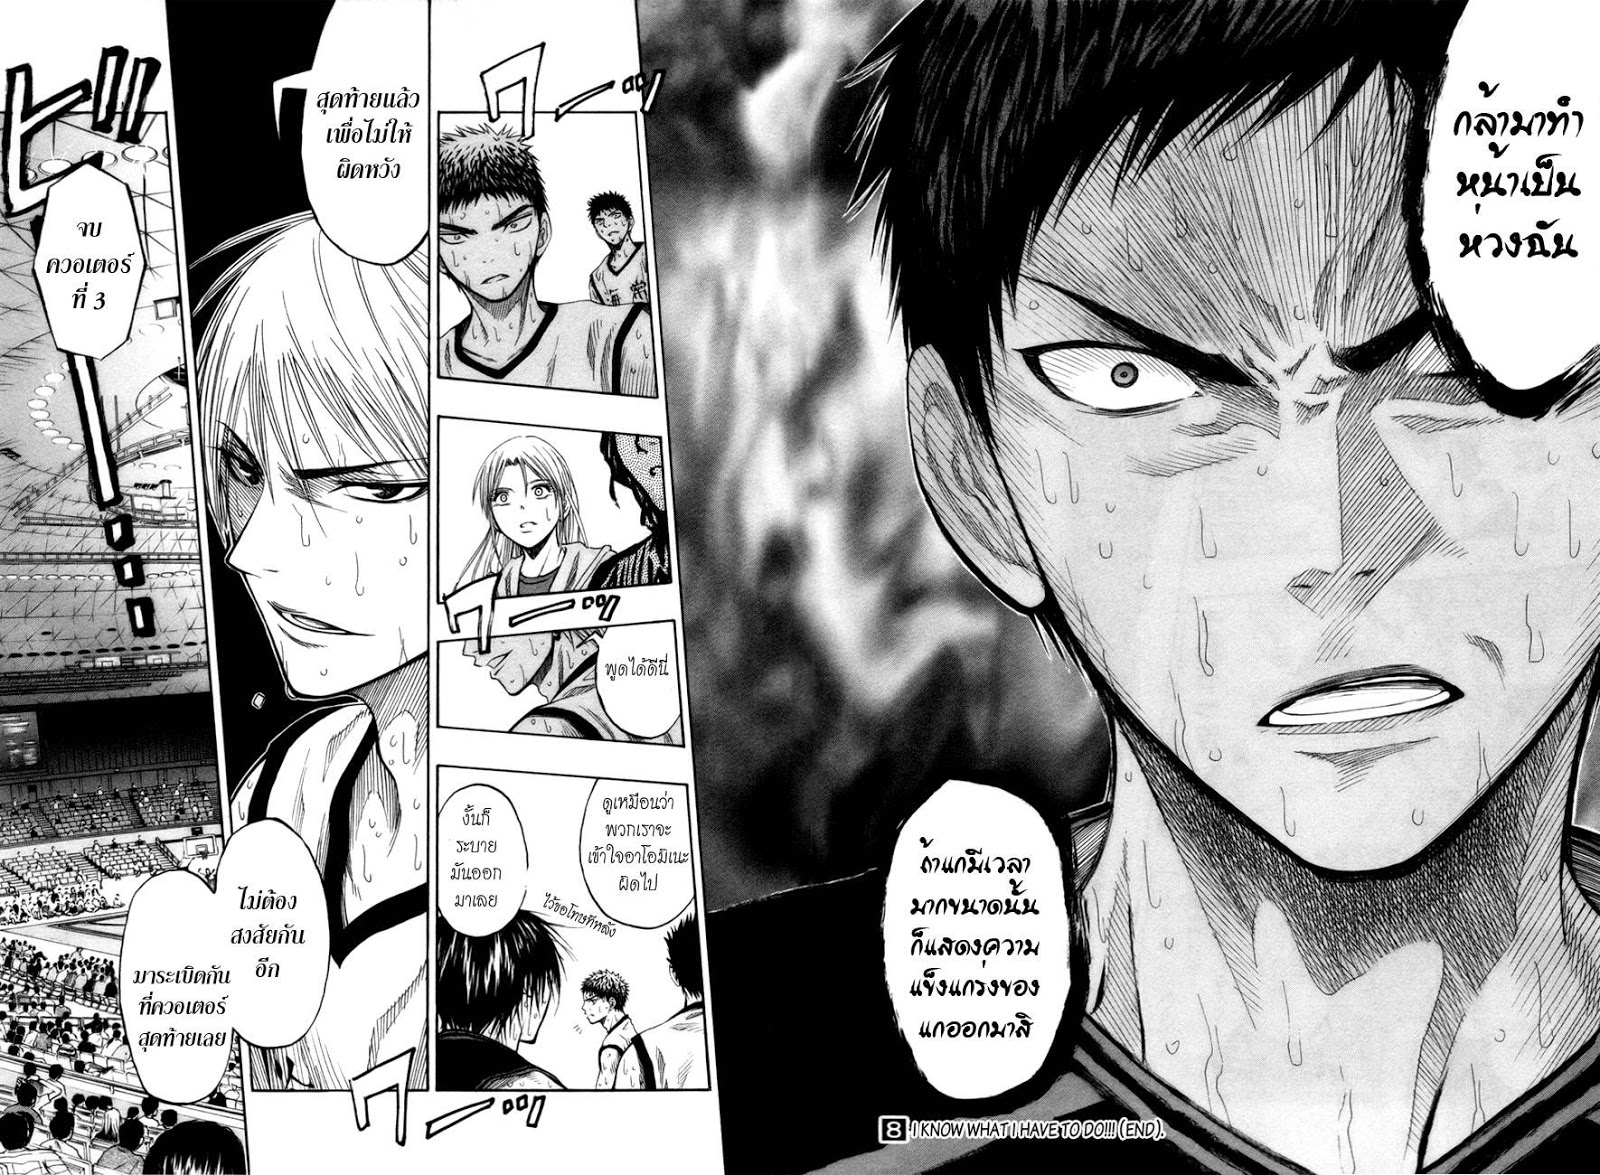 กล้ามาทำ
หน้าเป็น
ห่วงฉัน
ถ้าแกมีเวลา
มากขนาดนั้น
ก็แสดงความ
แข็งแกร่งของ
แกออกมาสิ
ワー
พูดได้ดีนี่
ワー
ดูเหมือนว่า
พวกเราจะ
เข้าใจอาโอมิเนะ
ผิดไป
ไว้ขอโทษทีหลัง
งั้นก็
ระบาย
มันออก
มาเลย
สุดท้ายแล้ว
เพื่อไม่ให้
ผิดหวัง
ไม่ต้อง
สงสัยกัน
อีก
มาระเบิดกัน
ที่ควอเตอร์
สุดท้ายเลย
ワー
ビーッ
จบ
ควอเตอร์
ที่ 3
8 I KNOW WHAT I HAVE TO DO!!! (END).